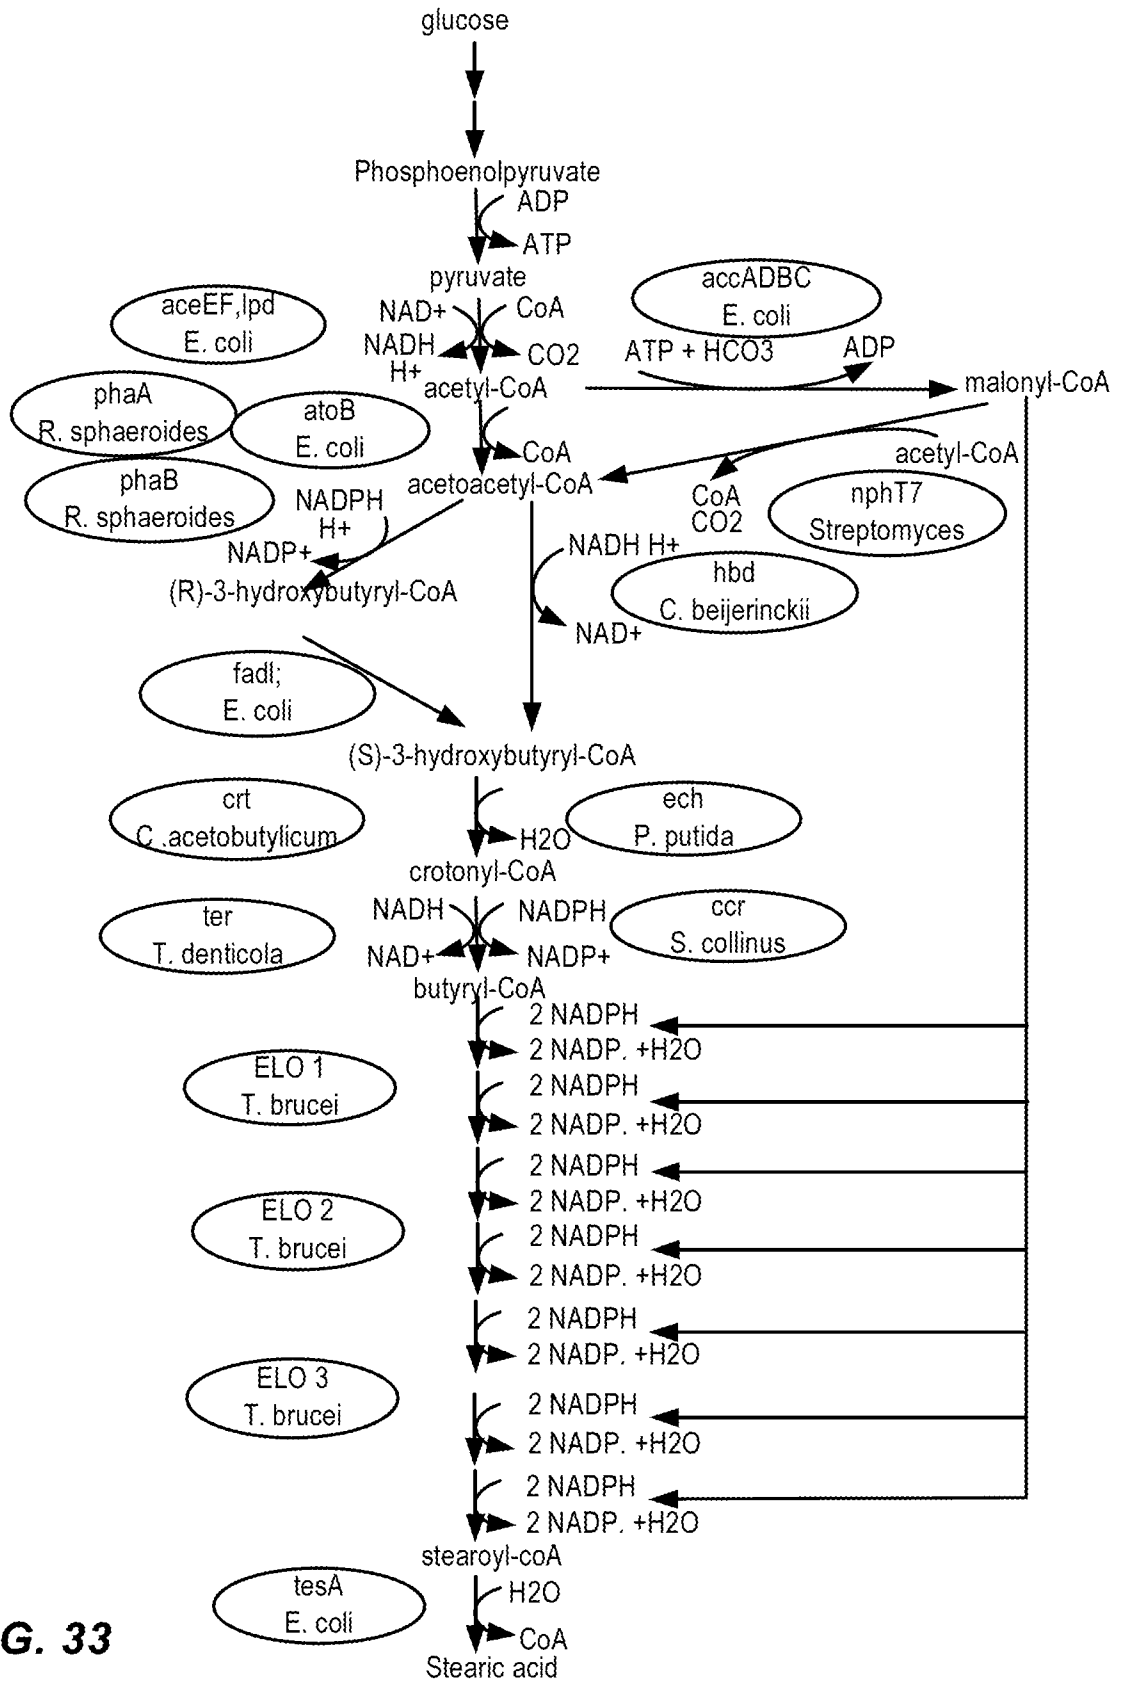 glucose
Phosphoenolpyruvate
ADP
ATP
pyruvate
aceEF,lpd
E. coli
NAD+
CoA
NADH
H+
CO2
accADBC
E. coli
ATP + HCO3
ADP
acetyl-CoA
malonyl-CoA
phaA
R. sphaeroides
atoB
E. coli
CoA
acetyl-CoA
acetoacetyl-CoA
CoA
CO2
phaB
R. sphaeroides
NADPH
H+
NADP+
nphT7
Streptomyces
NADH H+
NAD+
hbd
C. beijerinckii
(R)-3-hydroxybutyryl-CoA
fadl;
E. coli
(S)-3-hydroxybutyryl-CoA
crt
C .acetobutylicum
H2O
ech
P. putida
crotonyl-CoA
ter
T. denticola
NADH
NADPH
NAD+
NADP+
ccr
S. collinus
butyryl-CoA
2 NADPH
2 NADP. +H2O
ELO 1
T. brucei
2 NADPH
2 NADP. +H2O
2 NADPH
2 NADP. +H2O
ELO 2
T. brucei
2 NADPH
2 NADP. +H2O
2 NADPH
2 NADP. +H2O
ELO 3
T. brucei
2 NADPH
2 NADP. +H2O
2 NADPH
2 NADP. +H2O
stearoyl-coA
tesA
E. coli
H2O
CoA
Stearic acid
G. 33